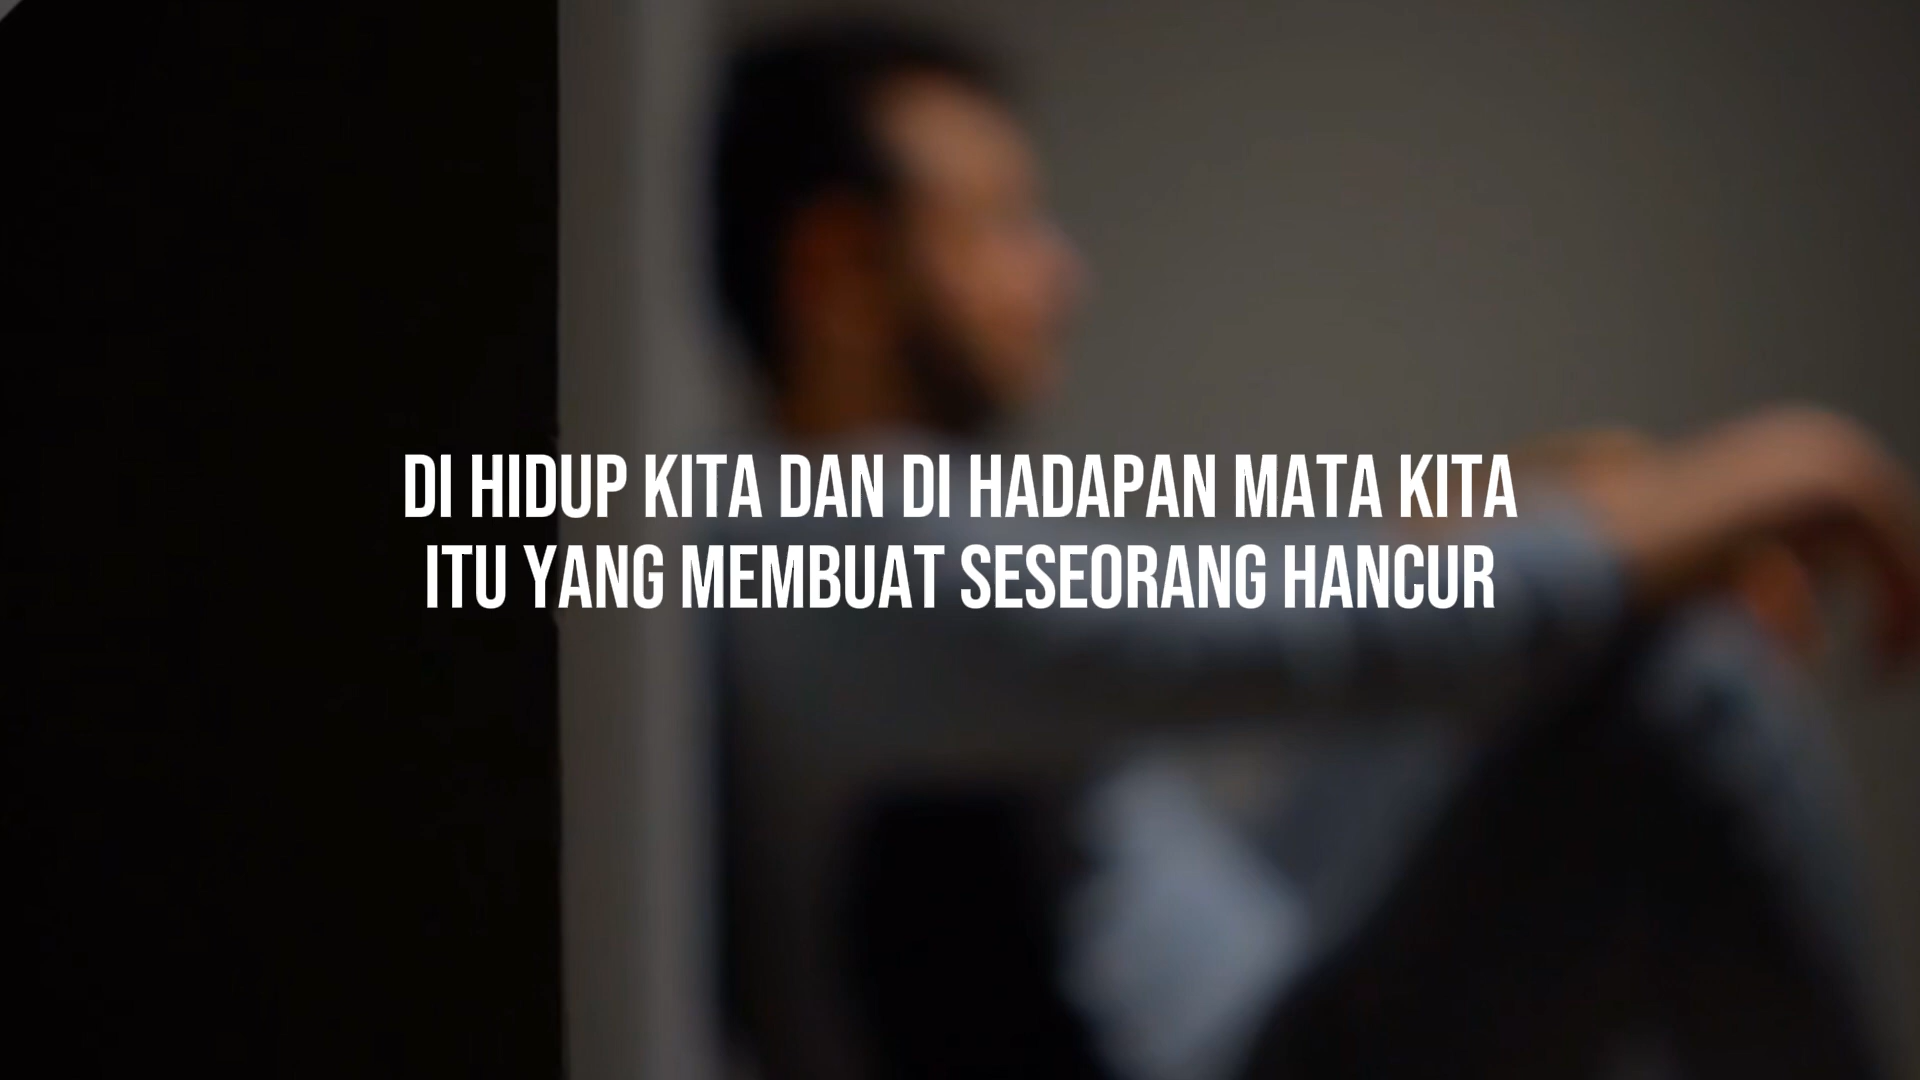 DI HIDUP KITA DAN DI HADAPAN MATA KITA
ITU YANG MEMBUAT SESEORANG HANCUR